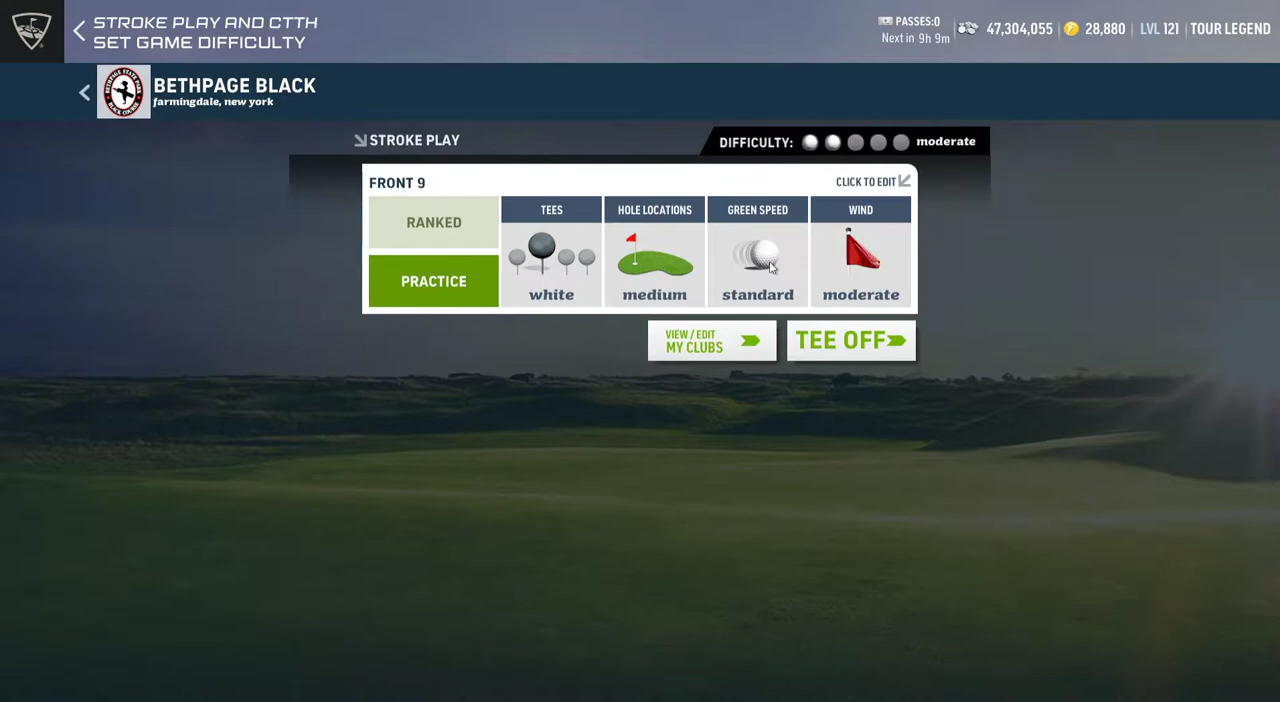 STROKE PLAY AND CTTH
SET GAME DIFFICULTY
PASSES:0
Next in 9h 9m
47,304,055
28,880
LVL 121
TOUR LEGEND
BETHPAGE BLACK
farmingdale, new york
STROKE PLAY
DIFFICULTY:
moderate
FRONT 9
CLICK TO EDIT
RANKED
PRACTICE
TEES
HOLE LOCATIONS
GREEN SPEED
WIND
white
medium
standard
moderate
VIEW / EDIT
MY CLUBS
TEE OFF